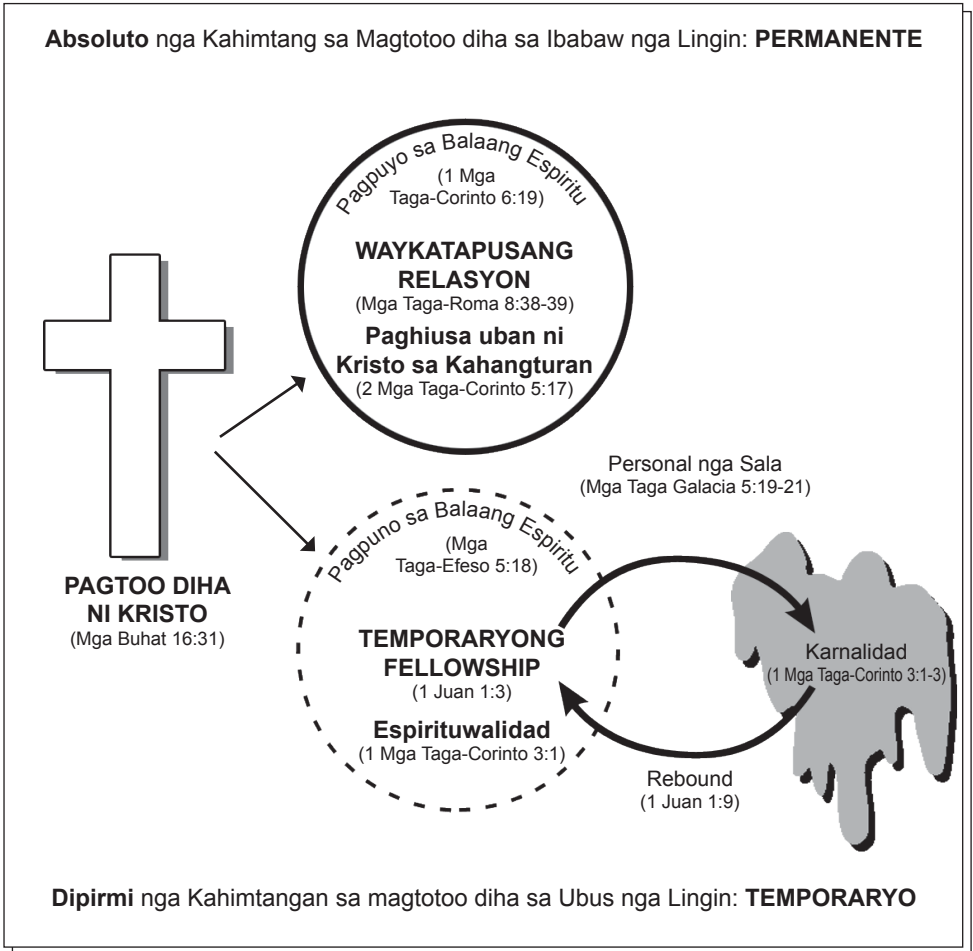 Absoluto nga Kahimtang sa Magtotoo diha sa Ibabaw nga Lingin: PERMANENTE
Pagpuyo sa Balaang Espiritu
(1 Mga
Taga-Corinto 6:19)
WAYKATAPUSANG
RELASYON
(Mga Taga-Roma 8:38-39)
Paghiusa uban ni
Kristo sa Kahangturan
(2 Mga Taga-Corinto 5:17)
PAGTOO DIHA
NI KRISTO
(Mga Buhat 16:31)
Personal nga Sala
(Mga Taga Galacia 5:19-21)
Pagpuno sa Balaang Espiritu
(Mga
Taga-Efeso 5:18)
TEMPORARYONG
FELLOWSHIP
(1 Juan 1:3)
Espirituwalidad
(1 Mga Taga-Corinto 3:1)
Karnalidad
(1 Mga Taga-Corinto 3:1-3)
Rebound
(1 Juan 1:9)
Dipirmi nga Kahimtangan sa magtotoo diha sa Ubus nga Lingin: TEMPORARYO